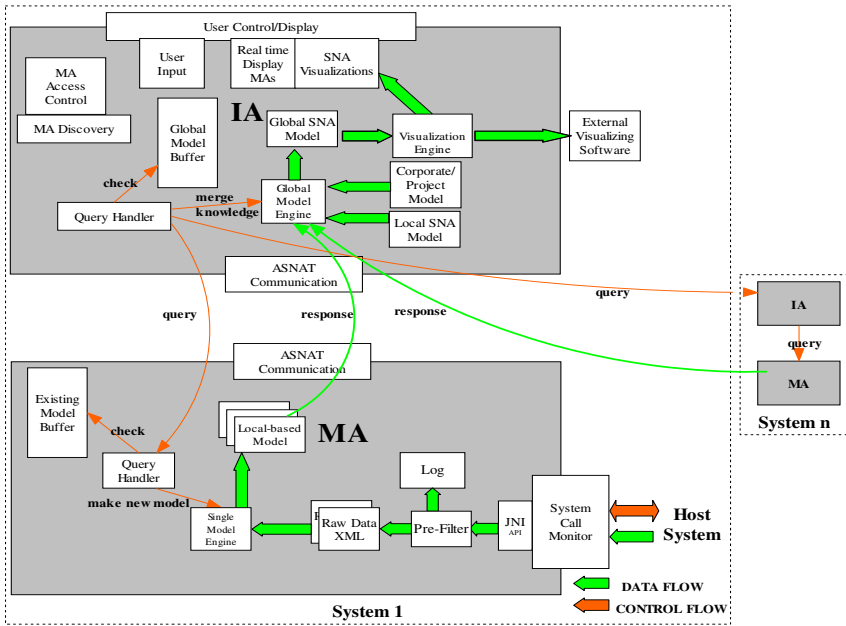 User Control/Display
User
Input
Real time
Display
MAs
SNA
Visualizations
MA
Access
Control
MA Discovery
Global
Model
Buffer
IA
Global SNA
Model
Visualization
Engine
External
Visualizing
Software
check
merge
knowledge
Query Handler
Global
Model
Engine
Corporate/
Project
Model
Local SNA
Model
ASNAT
Communication
query
response
response
query
IA
query
MA
System n
ASNAT
Communication
Existing
Model
Buffer
check
Local-based
Model
MA
Query
Handler
make new model
Single
Model
Engine
Raw Data
XML
Log
Pre-Filter
JNI
API
System
Call
Monitor
Host
System
DATA FLOW
CONTROL FLOW
System 1